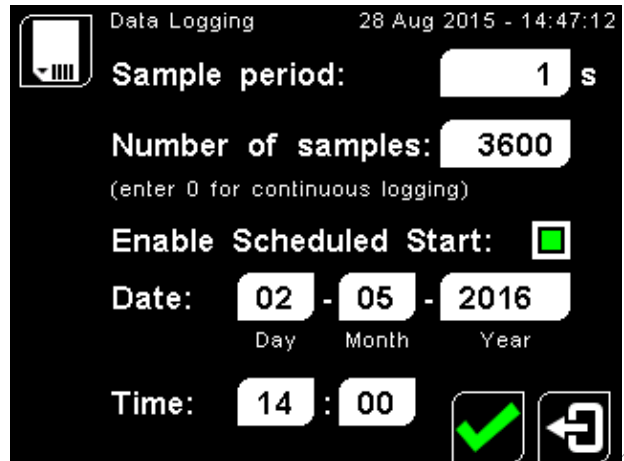 Data Logging 28 Aug 2015 - 14:47:12
Sample period: 1 s
Number of samples: 3600
(enter 0 for continuous logging)
Enable Scheduled Start:
Date: 02 - 05 - 2016
Day Month Year
Time: 14 : 00